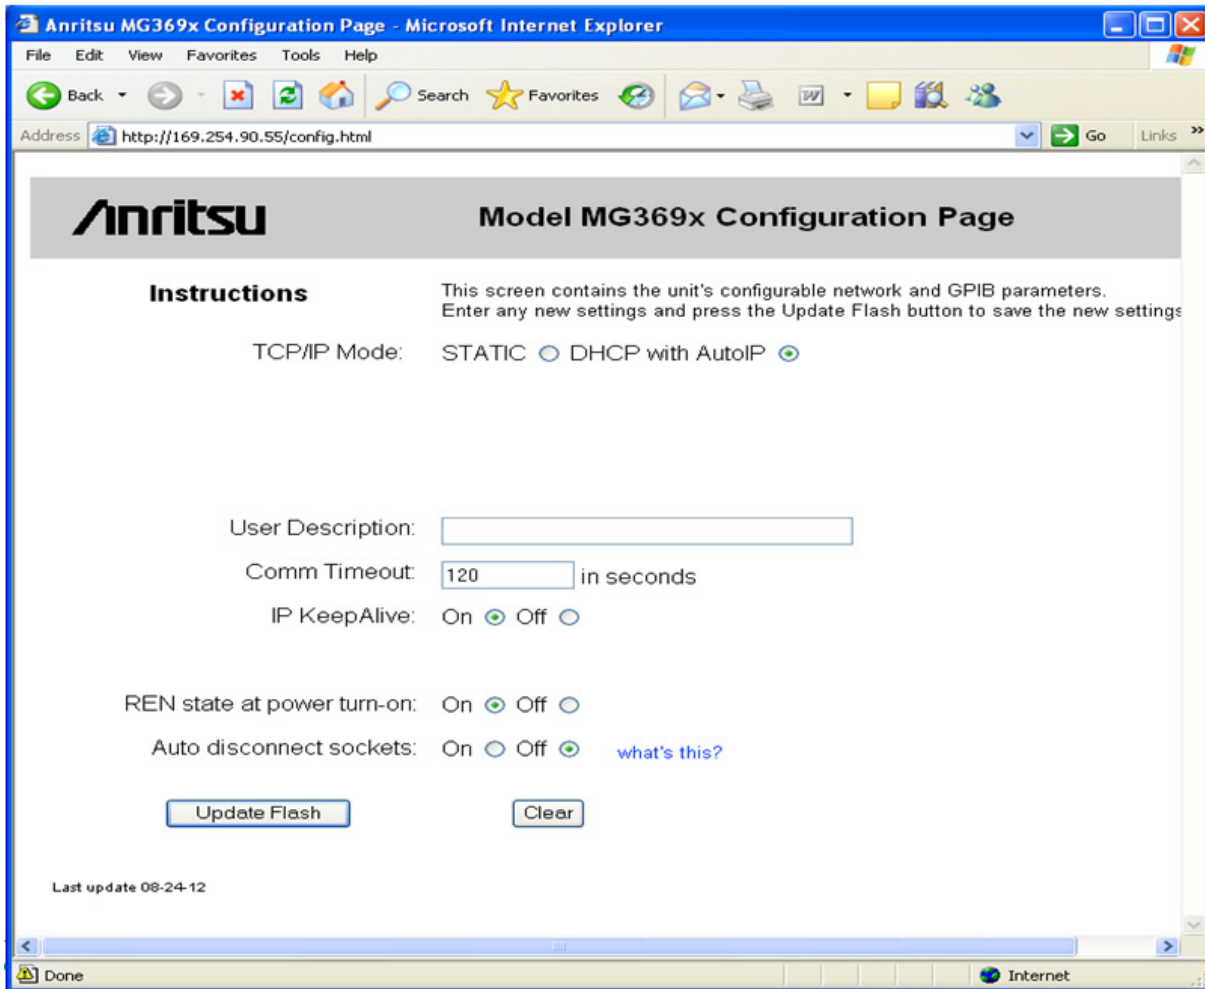 Anritsu MG369x Configuration Page - Microsoft Internet Explorer
File Edit View Favorites Tools Help
Back Search Favorites W
Address http://169.254.90.55/config.html Go Links »
Anritsu Model MG369x Configuration Page
Instructions This screen contains the unit's configurable network and GPIB parameters.
Enter any new settings and press the Update Flash button to save the new settings
TCP/IP Mode: STATIC DHCP with AutoIP
User Description:
Comm Timeout: 120 in seconds
IP KeepAlive: On Off
REN state at power turn-on: On Off
Auto disconnect sockets: On Off what's this?
Update Flash Clear
Last update 08-24-12
Done Internet